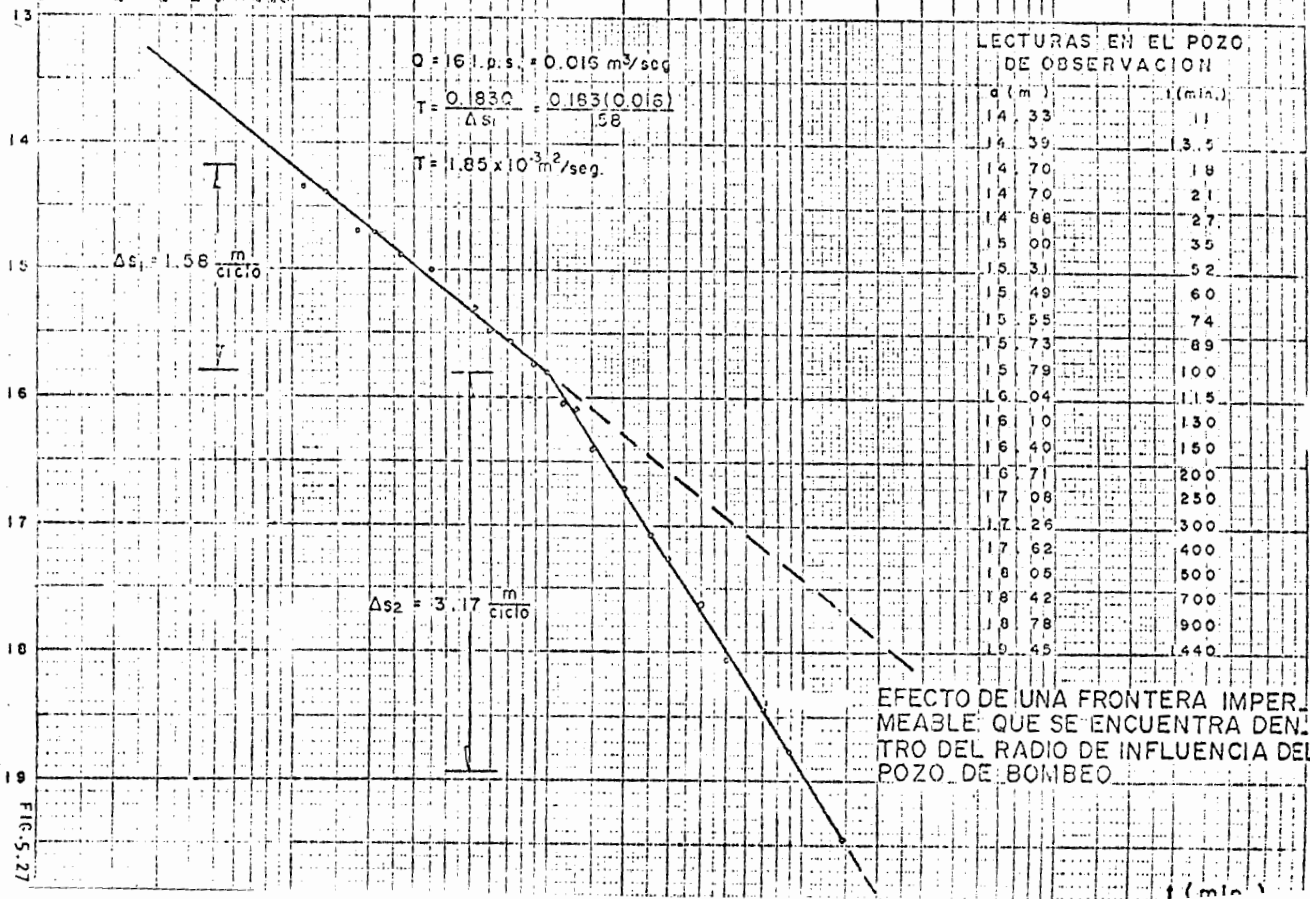 13
14
15
16
17
18
19
FIG. 5.27
Q = 16 l.p.s. = 0.016 m³/seg
T = 0.183Q / Δs₁ = 0.183(0.016) / 1.58
T = 1.85 x 10⁻³ m²/seg.
Δs₁ = 1.58 m/ciclo
Δs₂ = 3.17 m/ciclo
LECTURAS EN EL POZO
DE OBSERVACION
d (m) t (min.)
14.33 11
14.39 13.5
14.70 18
14.70 21
14.88 27
15.00 35
15.31 52
15.49 60
15.55 74
15.73 89
15.79 100
16.04 115
16.10 130
16.40 150
16.71 200
17.08 250
17.26 300
17.62 400
18.05 500
18.42 700
18.78 900
19.45 1440
EFECTO DE UNA FRONTERA IMPER_
MEABLE QUE SE ENCUENTRA DEN_
TRO DEL RADIO DE INFLUENCIA DEL
POZO DE BOMBEO
t (min.)